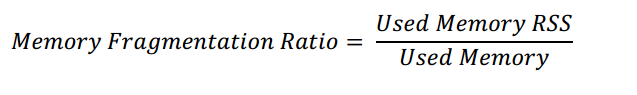 Memory Fragmentation Ratio = Used Memory RSS / Used Memory